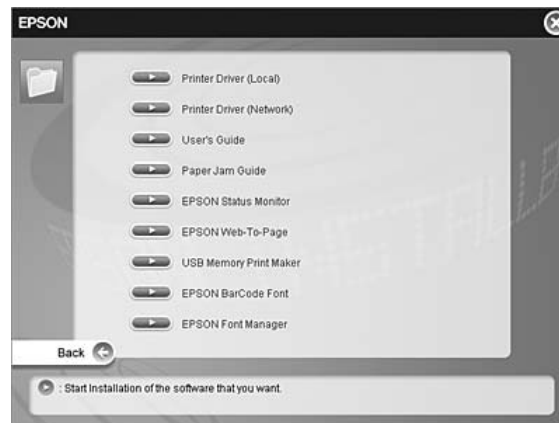 EPSON
Printer Driver (Local)
Printer Driver (Network)
User's Guide
Paper Jam Guide
EPSON Status Monitor
EPSON Web-To-Page
USB Memory Print Maker
EPSON BarCode Font
EPSON Font Manager
Back
: Start Installation of the software that you want.